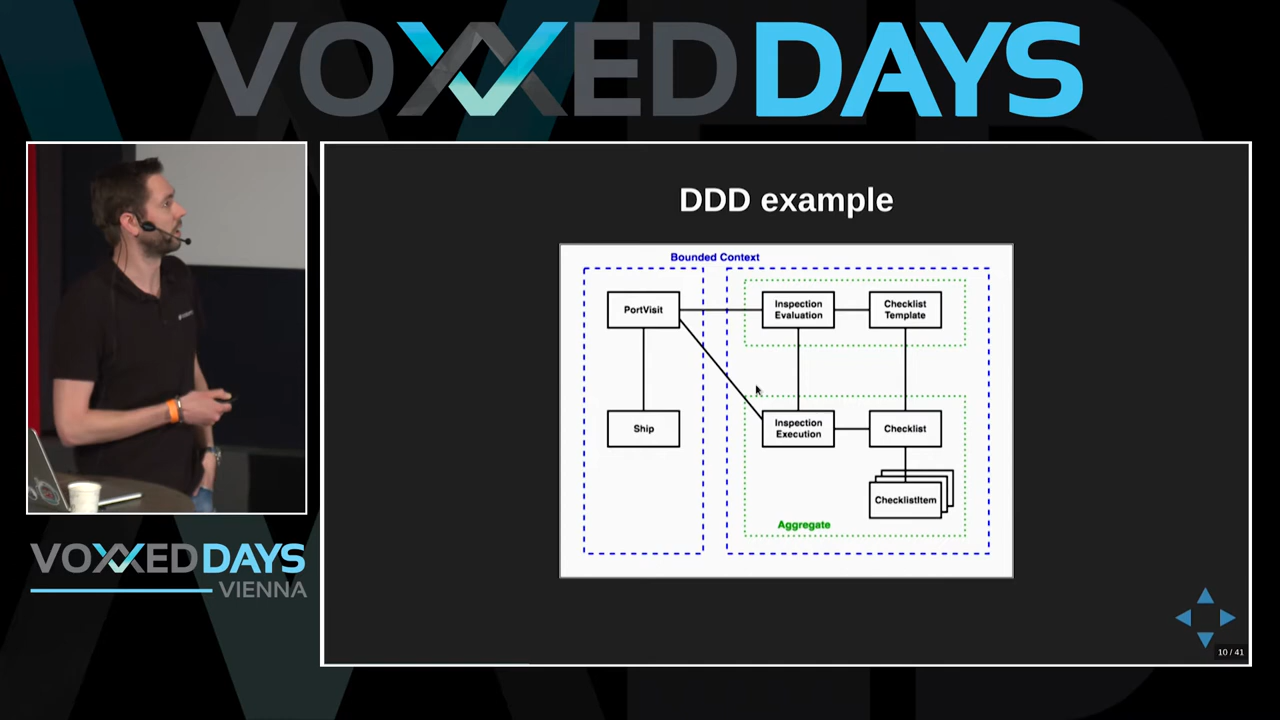 VOXXED DAYS
DDD example
Bounded Context
PortVisit
Inspection
Evaluation
Checklist
Template
Ship
Inspection
Execution
Checklist
ChecklistItem
Aggregate
VOXXED DAYS
VIENNA
10 / 41